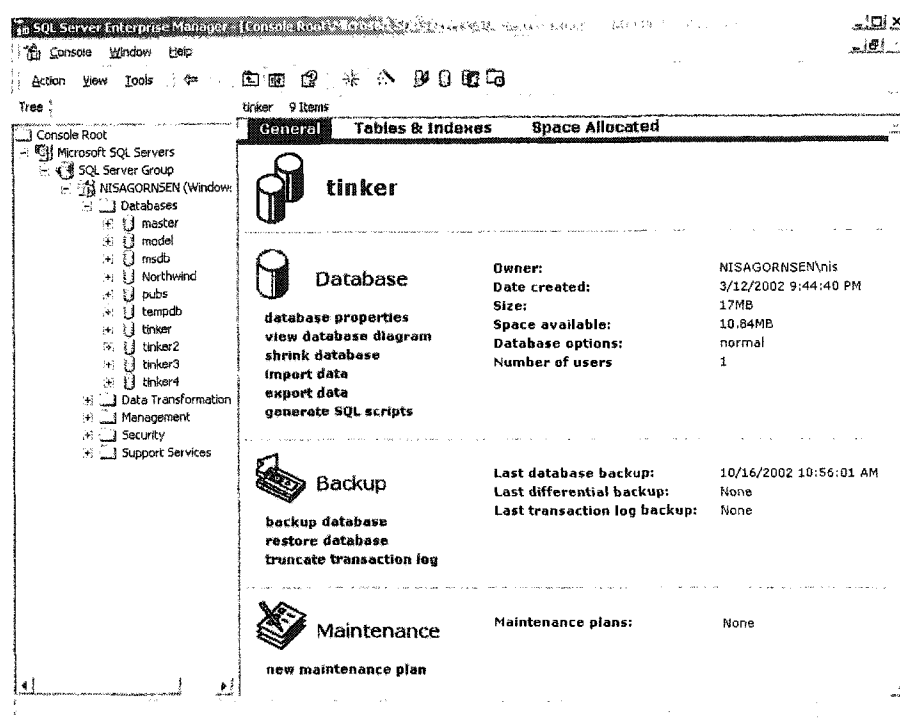 SQL Server Enterprise Manager - [Console Root\Microsoft SQL Servers
Console Window Help
Action View Tools
Tree
tinker 9 Items
Console Root
Microsoft SQL Servers
SQL Server Group
NISAGORNSEN (Windows
Databases
master
model
msdb
Northwind
pubs
tempdb
tinker
tinker2
tinker3
tinker4
Data Transformation
Management
Security
Support Services
General Tables & Indexes Space Allocated
tinker
Database
database properties
view database diagram
shrink database
import data
export data
generate SQL scripts
Owner: NISAGORNSEN\nis
Date created: 3/12/2002 9:44:40 PM
Size: 17MB
Space available: 10.84MB
Database options: normal
Number of users 1
Backup
backup database
restore database
truncate transaction log
Last database backup: 10/16/2002 10:56:01 AM
Last differential backup: None
Last transaction log backup: None
Maintenance
new maintenance plan
Maintenance plans: None